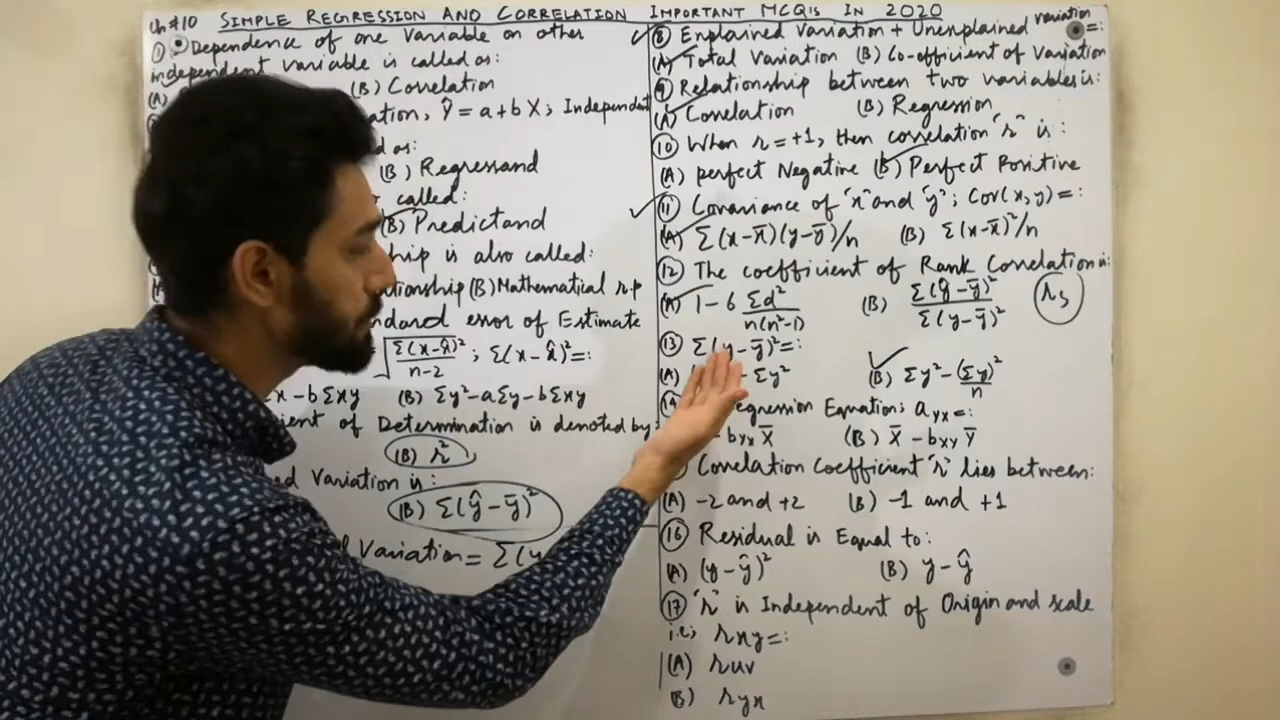 Ch #10 SIMPLE REGRESSION AND CORRELATION IMPORTANT MCQ'S IN 2020
① Dependence of one variable on other
independent variable is called as:
(A) (B) Correlation
ation, Ŷ = a + b X; Independent
d as:
(B) Regressand
called:
(B) Predictand
ship is also called:
ationship (B) Mathematical r.p
ndard error of Estimate
√(Σ(x-x̂)²/(n-2)) ; Σ(x-x̂)²=:
x - bΣxy (B) Σy²-aΣy-bΣxy
ient of Determination is denoted by:
(B) r²
ed Variation is:
(B) Σ(ŷ-ȳ)²
Variation = Σ(y
⑧ Explained Variation + Unexplained variation =:
(A) Total Variation (B) Co-officient of Variation
⑨ Relationship between two variables is:
(A) Correlation (B) Regression
⑩ When r = +1, then correlation "r" is:
(A) perfect Negative (B) Perfect Positive
⑪ Covariance of 'x' and 'y'; Cov(x,y)=:
(A) Σ(x-x̄)(y-ȳ)/n (B) Σ(x-x̄)²/n
⑫ The coefficient of Rank Correlation is:
(A) 1-6 Σd²/n(n²-1) (B) Σ(ŷ-ȳ)²/Σ(y-ȳ)² rs
⑬ Σ(y-ȳ)²=:
(A) - Σy² (B) Σy²-(Σy)²/n
egression Equation; ayx=:
- byx X̄ (B) X̄ - bxy Ȳ
Correlation Coefficient 'r' lies between:
(A) -2 and +2 (B) -1 and +1
⑯ Residual is Equal to:
(A) (y-ŷ)² (B) y-ŷ
⑰ 'r' is Independent of Origin and scale
i.e; rxy=:
(A) ruv
(B) ryx